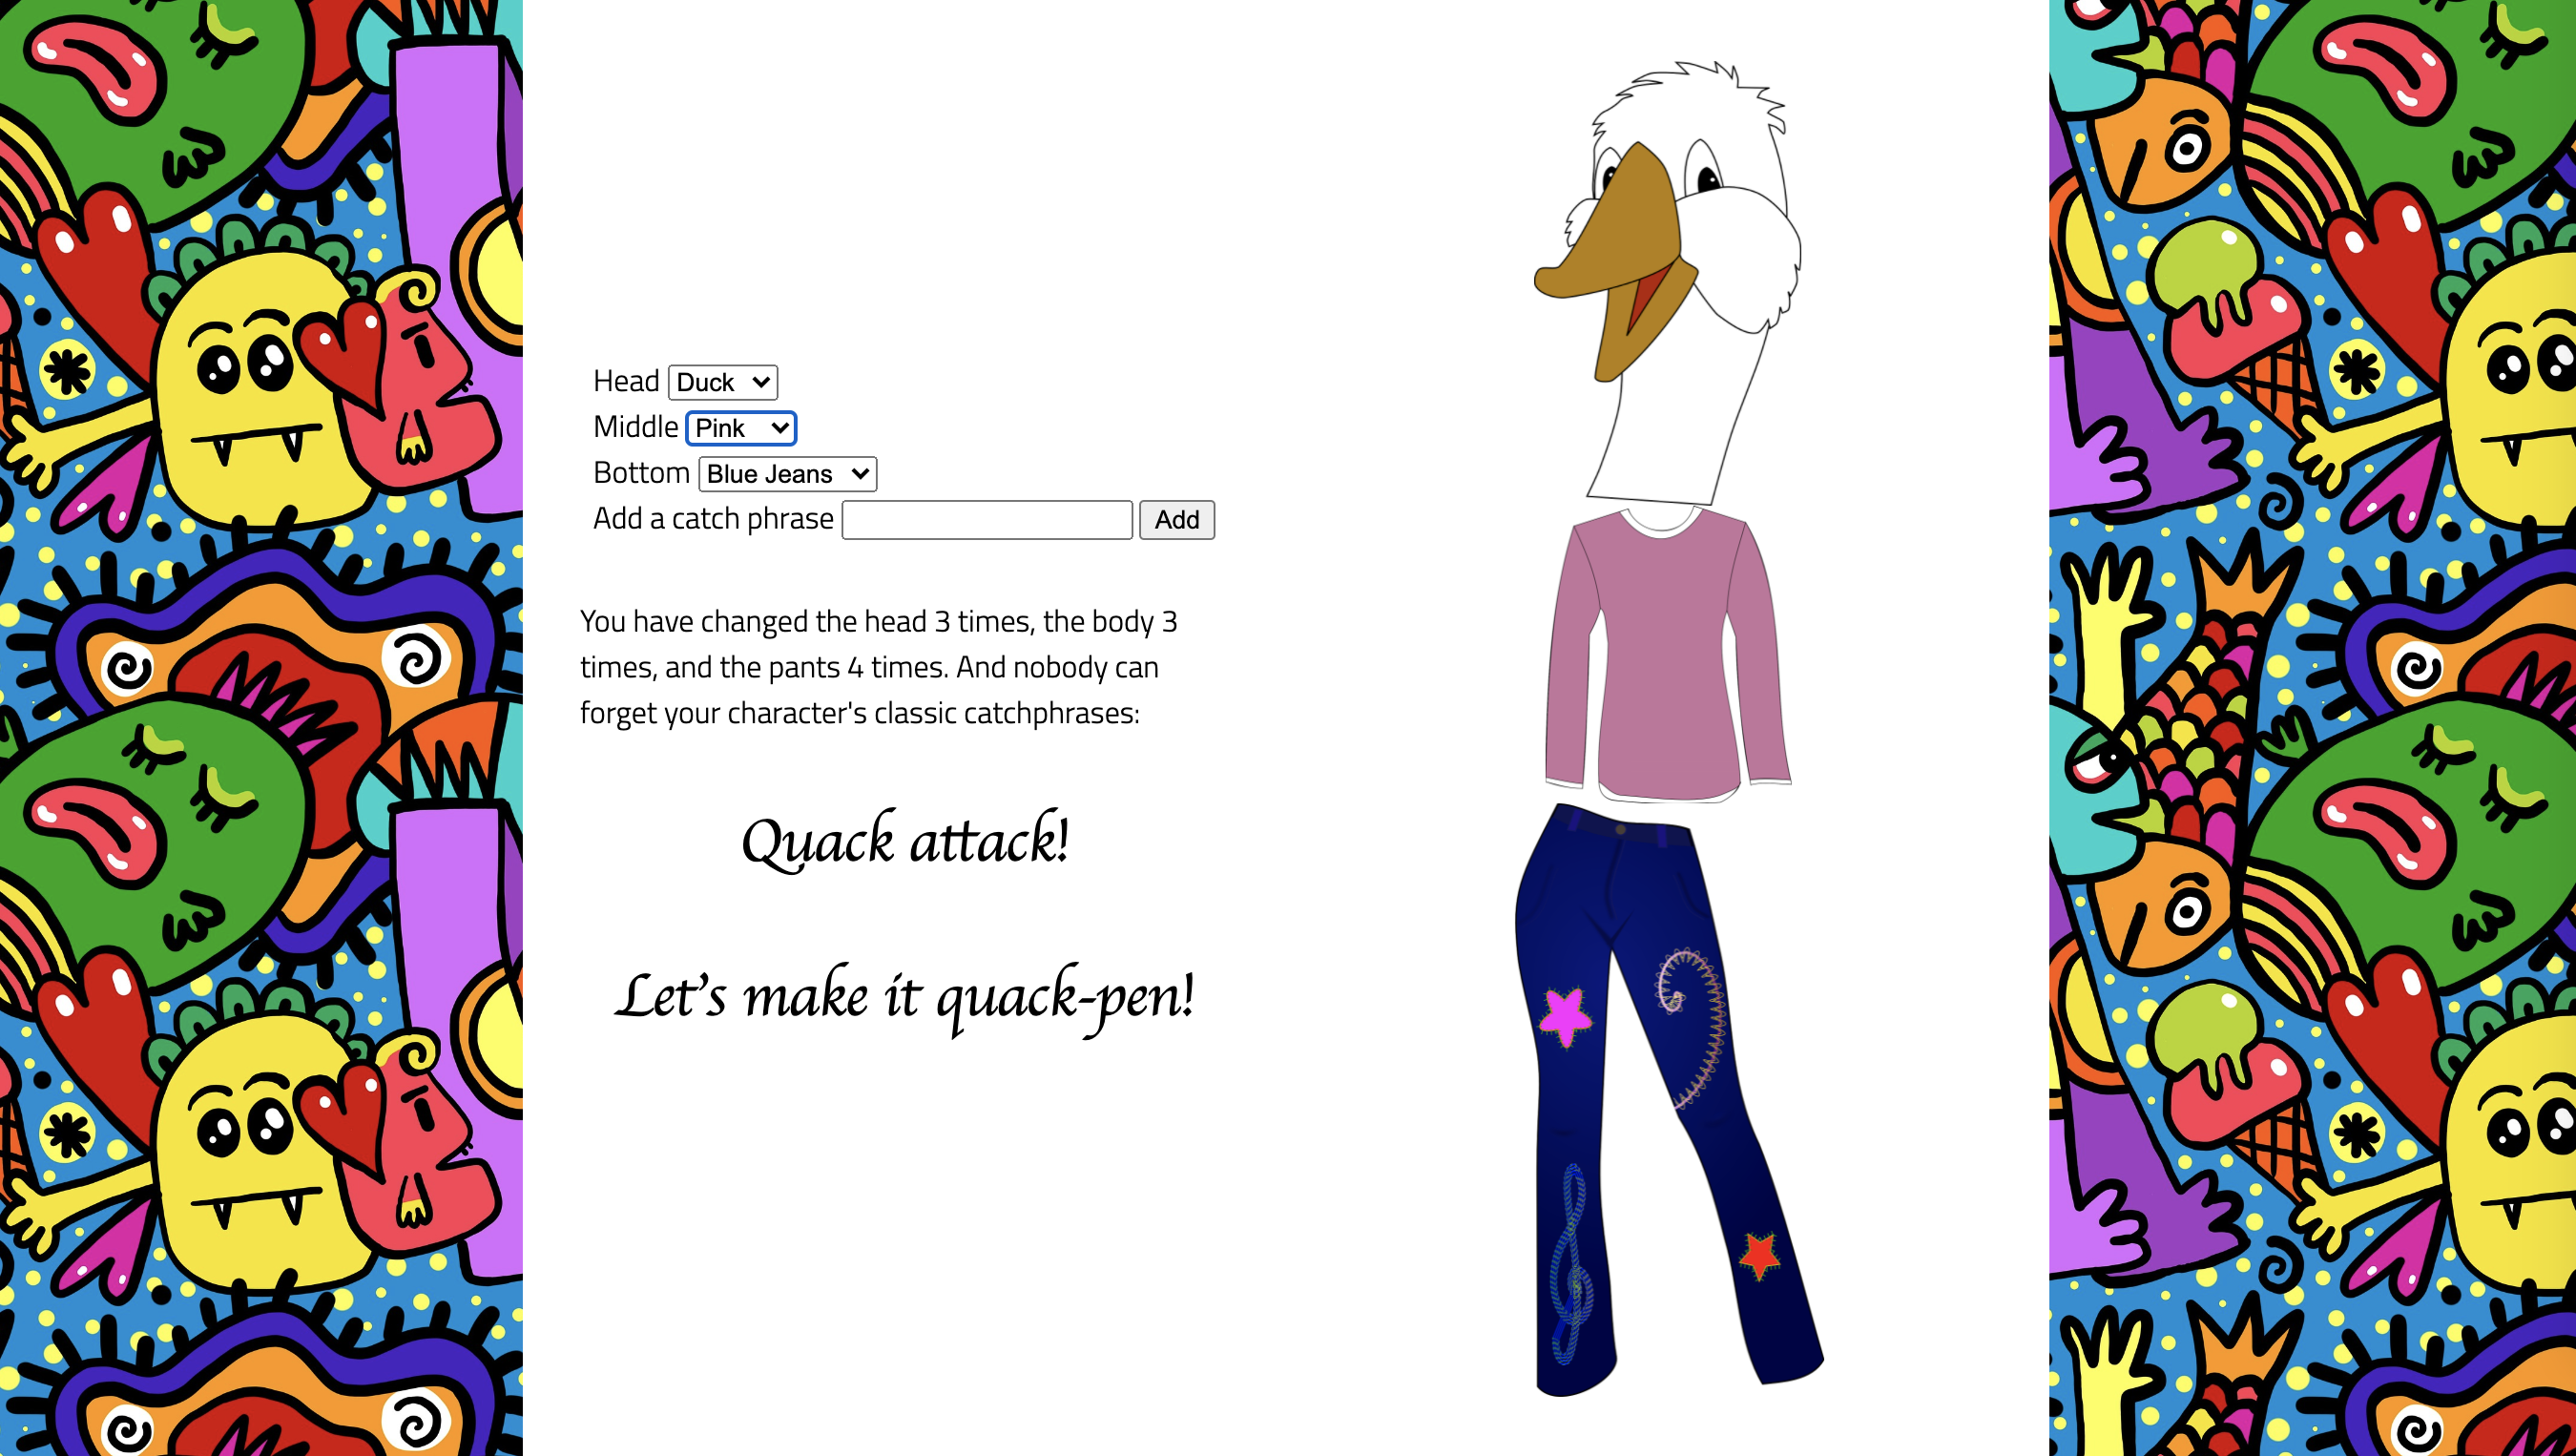 Head Duck
Middle Pink
Bottom Blue Jeans
Add a catch phrase Add
You have changed the head 3 times, the body 3
times, and the pants 4 times. And nobody can
forget your character's classic catchphrases:
Quack attack!
Let's make it quack-pen!